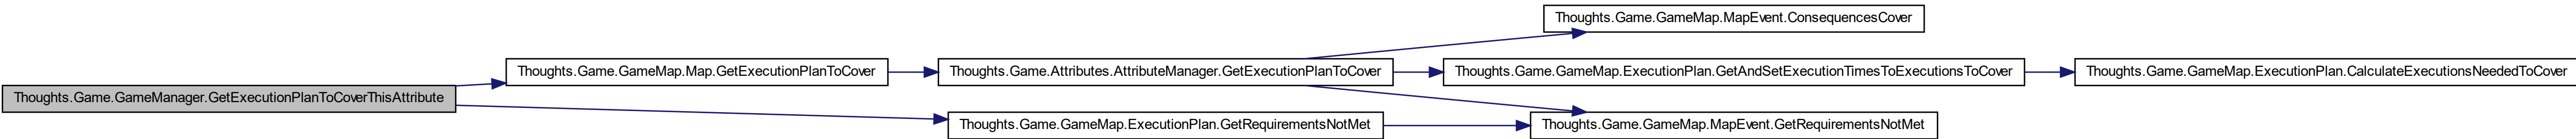 Thoughts.Game.GameManager.GetExecutionPlanToCoverThisAttribute
Thoughts.Game.GameMap.Map.GetExecutionPlanToCover
Thoughts.Game.Attributes.AttributeManager.GetExecutionPlanToCover
Thoughts.Game.GameMap.MapEvent.ConsequencesCover
Thoughts.Game.GameMap.ExecutionPlan.GetAndSetExecutionTimesToExecutionsToCover
Thoughts.Game.GameMap.ExecutionPlan.CalculateExecutionsNeededToCover
Thoughts.Game.GameMap.ExecutionPlan.GetRequirementsNotMet
Thoughts.Game.GameMap.MapEvent.GetRequirementsNotMet